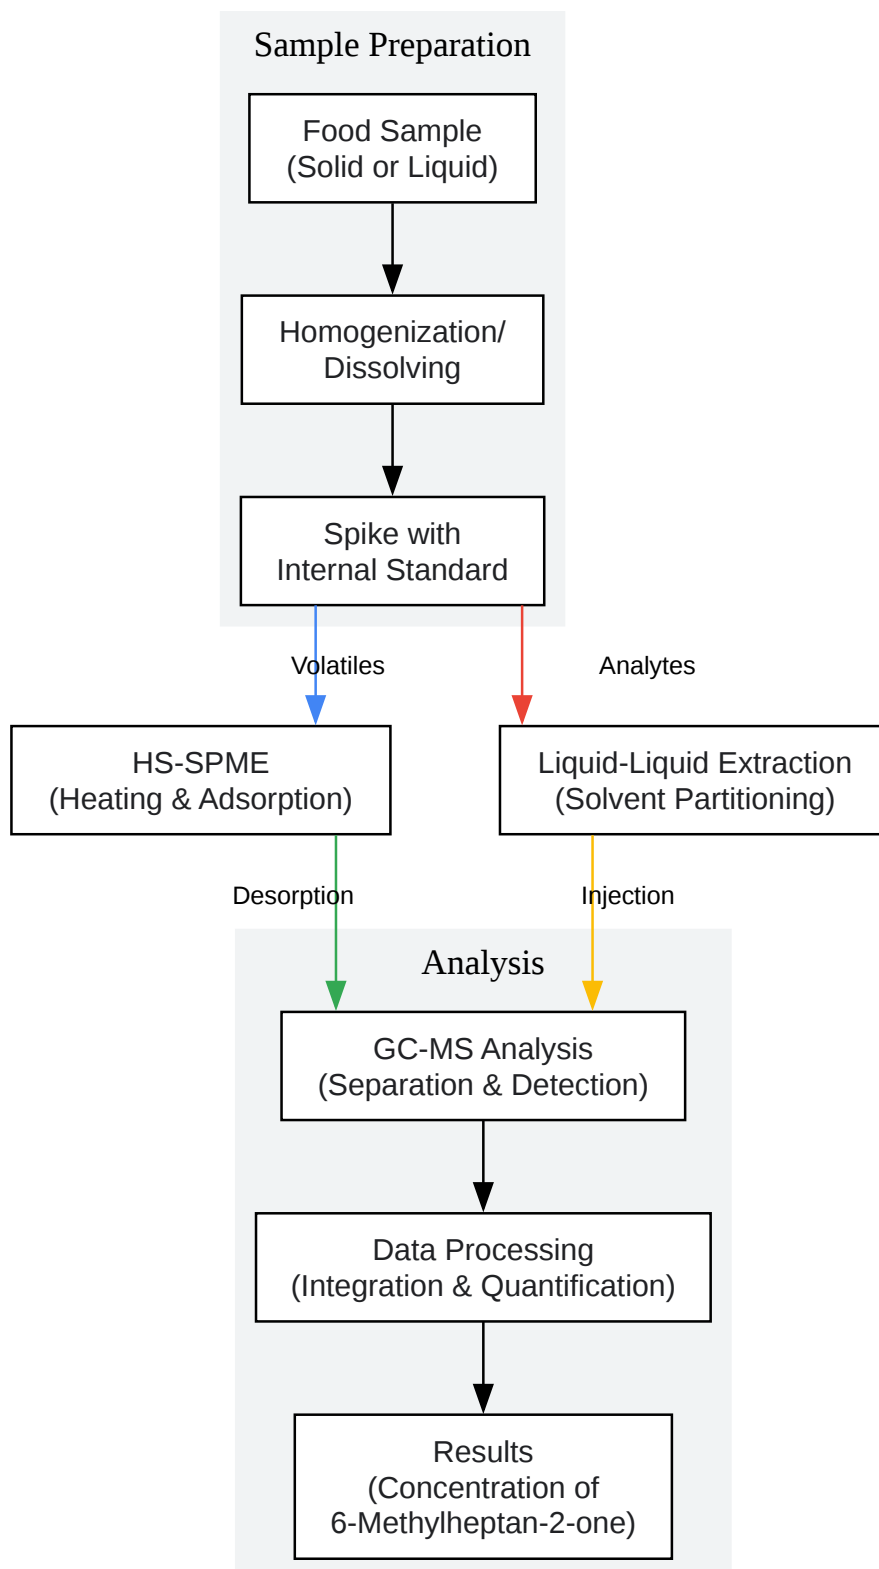 Sample Preparation
Food Sample
(Solid or Liquid)
Homogenization/
Dissolving
Spike with
Internal Standard
Volatiles
Analytes
HS-SPME
(Heating & Adsorption)
Liquid-Liquid Extraction
(Solvent Partitioning)
Desorption
Injection
Analysis
GC-MS Analysis
(Separation & Detection)
Data Processing
(Integration & Quantification)
Results
(Concentration of
6-Methylheptan-2-one)